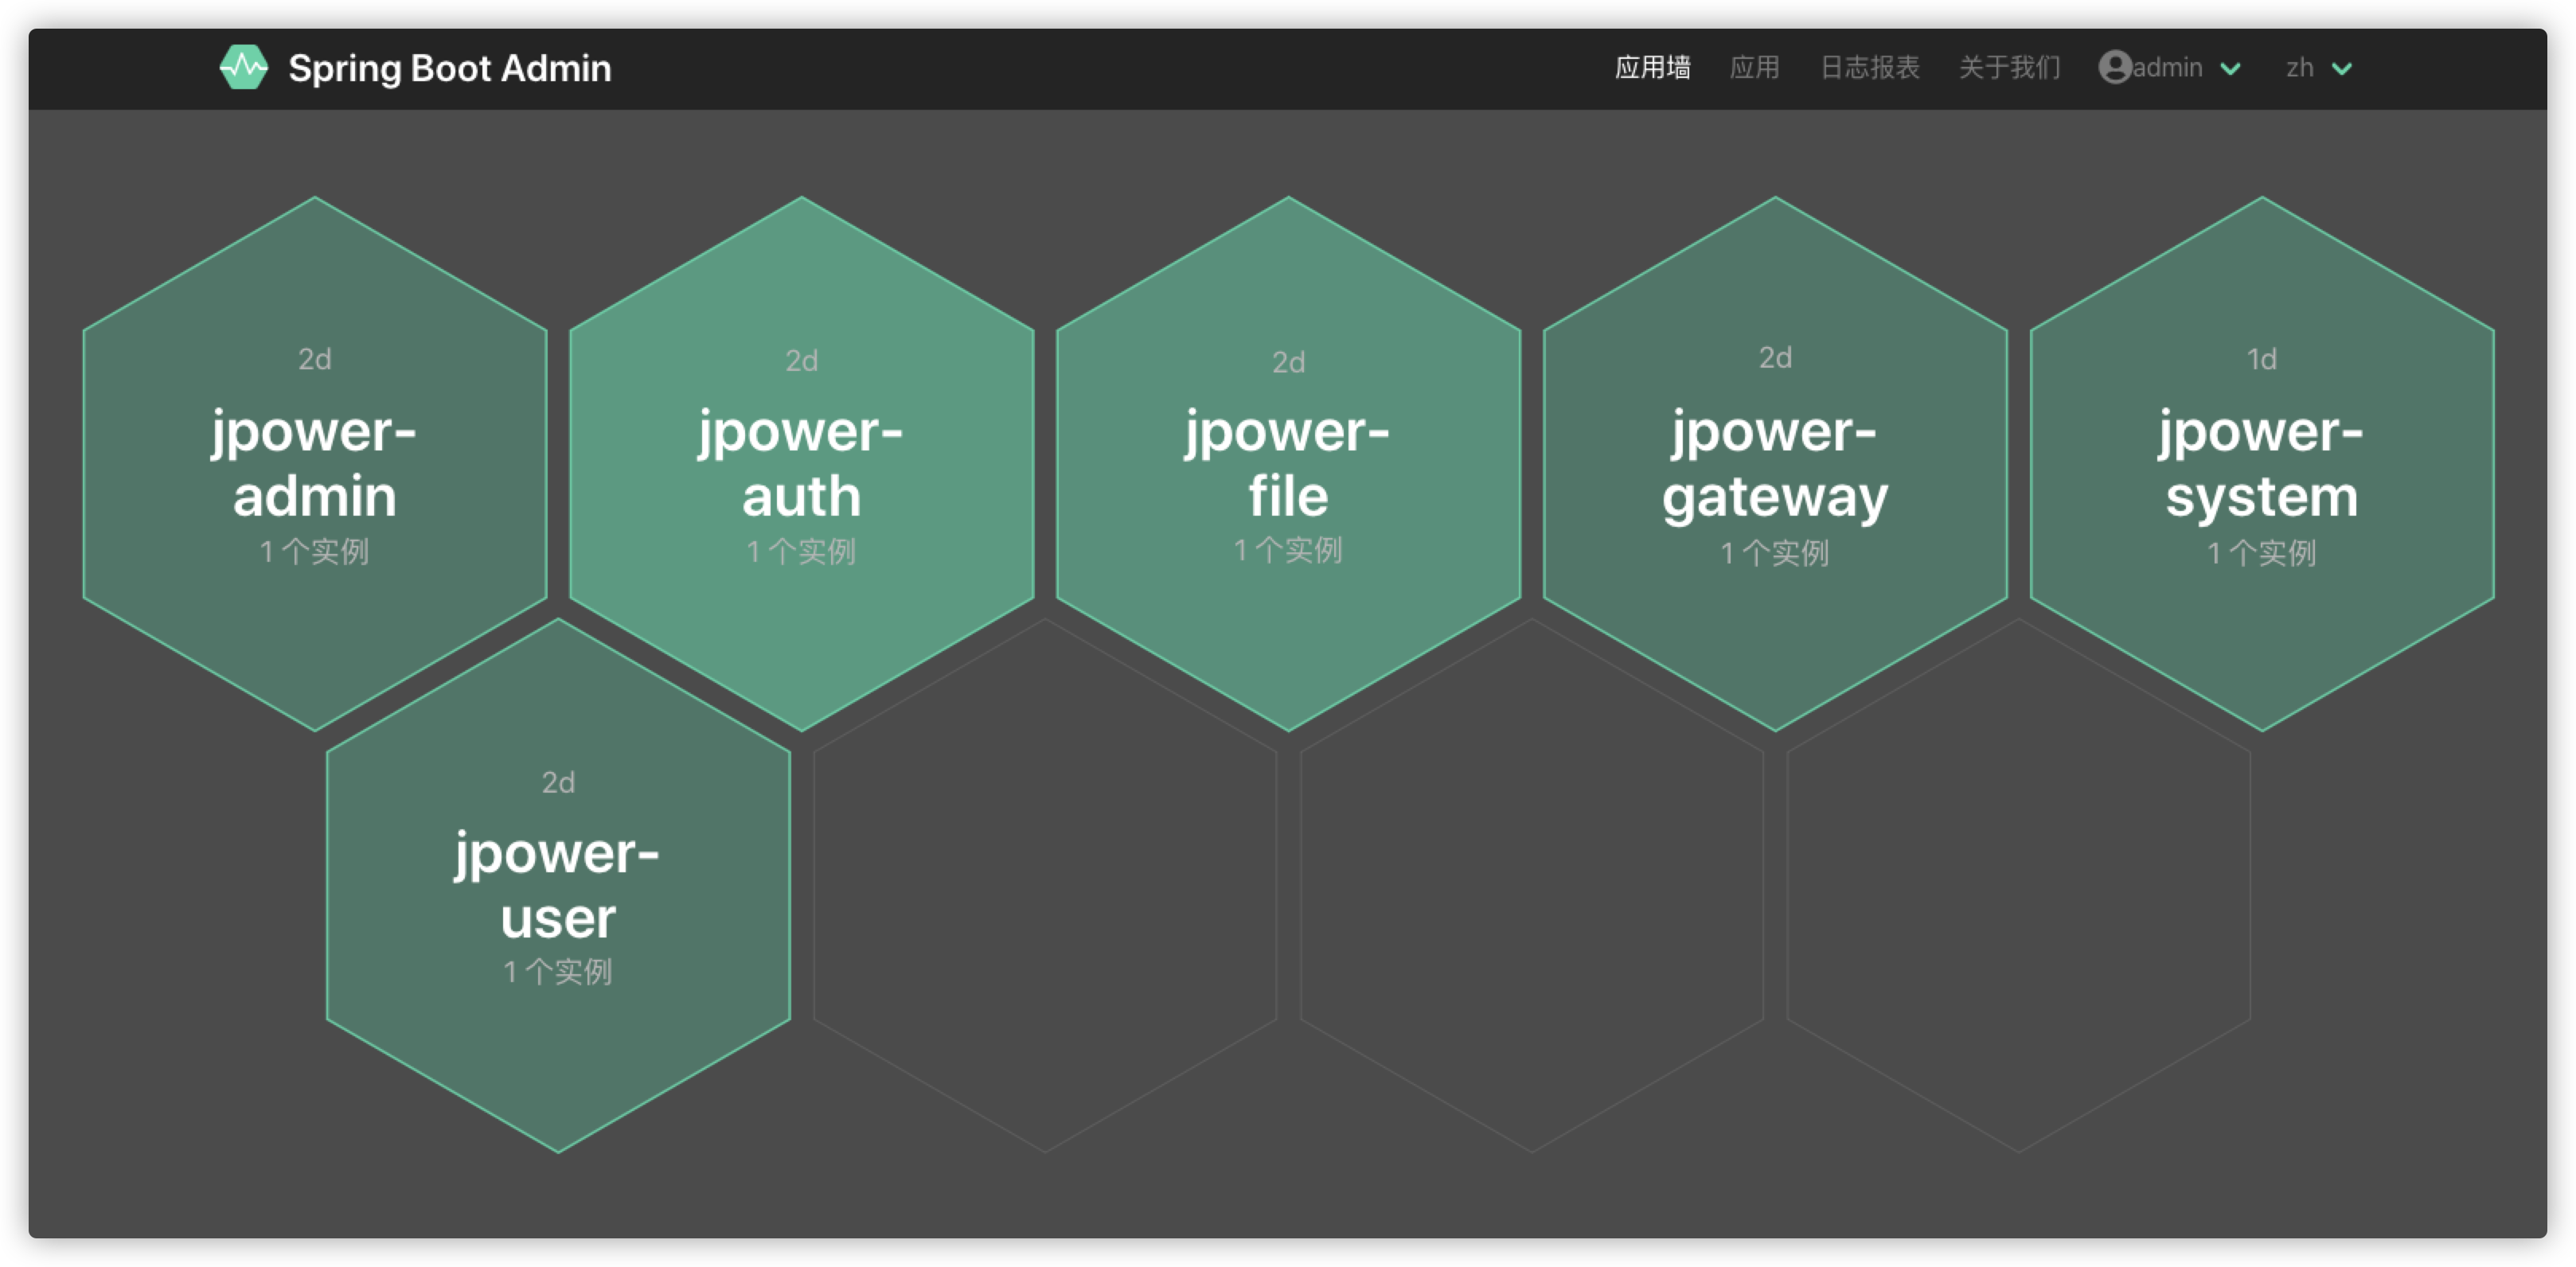 Spring Boot Admin
应用墙 应用 日志报表 关于我们 admin zh
2d
jpower-
admin
1 个实例
2d
jpower-
auth
1 个实例
2d
jpower-
file
1 个实例
2d
jpower-
gateway
1 个实例
1d
jpower-
system
1 个实例
2d
jpower-
user
1 个实例